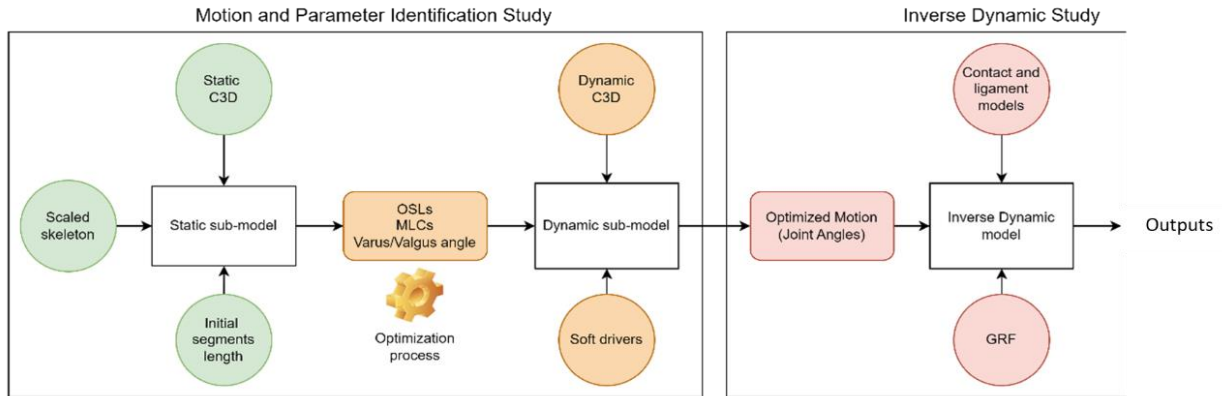 Motion and Parameter Identification Study
Inverse Dynamic Study
Static
C3D
Dynamic
C3D
Contact and
ligament
models
Scaled
skeleton
Static sub-model
OSLs
MLCs
Varus/Valgus angle
Dynamic sub-model
Optimized Motion
(Joint Angles)
Inverse Dynamic
model
Outputs
Initial
segments
length
Optimization
process
Soft drivers
GRF